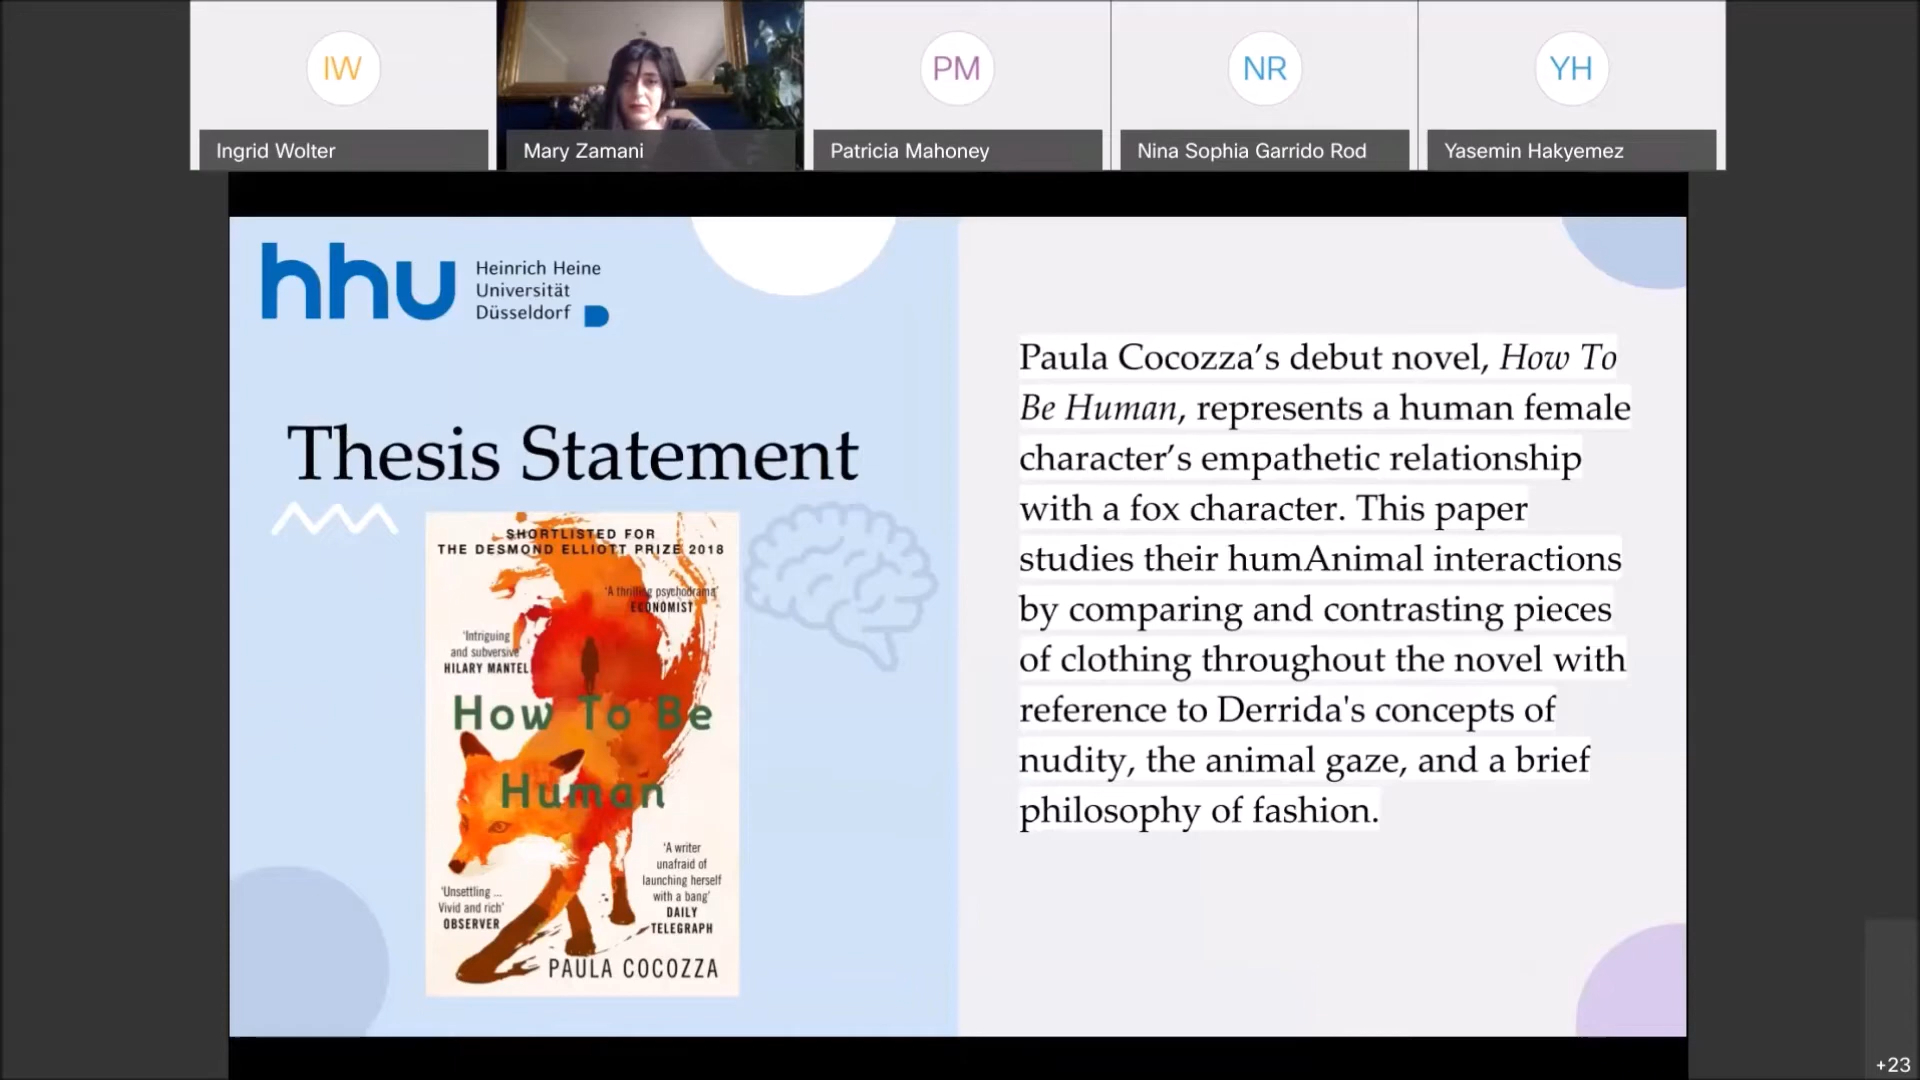 IW
Ingrid Wolter
Mary Zamani
PM
Patricia Mahoney
NR
Nina Sophia Garrido Rod
YH
Yasemin Hakyemez
hhu
Heinrich Heine
Universität
Düsseldorf
Thesis Statement
SHORTLISTED FOR
THE DESMOND ELLIOTT PRIZE 2018
'A thrilling psychodrama'
ECONOMIST
'Intriguing
and subversive'
HILARY MANTEL
How To Be
Human
'A writer
unafraid of
launching herself
with a bang'
DAILY
TELEGRAPH
'Unsettling ...
Vivid and rich'
OBSERVER
PAULA COCOZZA
Paula Cocozza’s debut novel, How To
Be Human, represents a human female
character’s empathetic relationship
with a fox character. This paper
studies their humAnimal interactions
by comparing and contrasting pieces
of clothing throughout the novel with
reference to Derrida's concepts of
nudity, the animal gaze, and a brief
philosophy of fashion.
+23